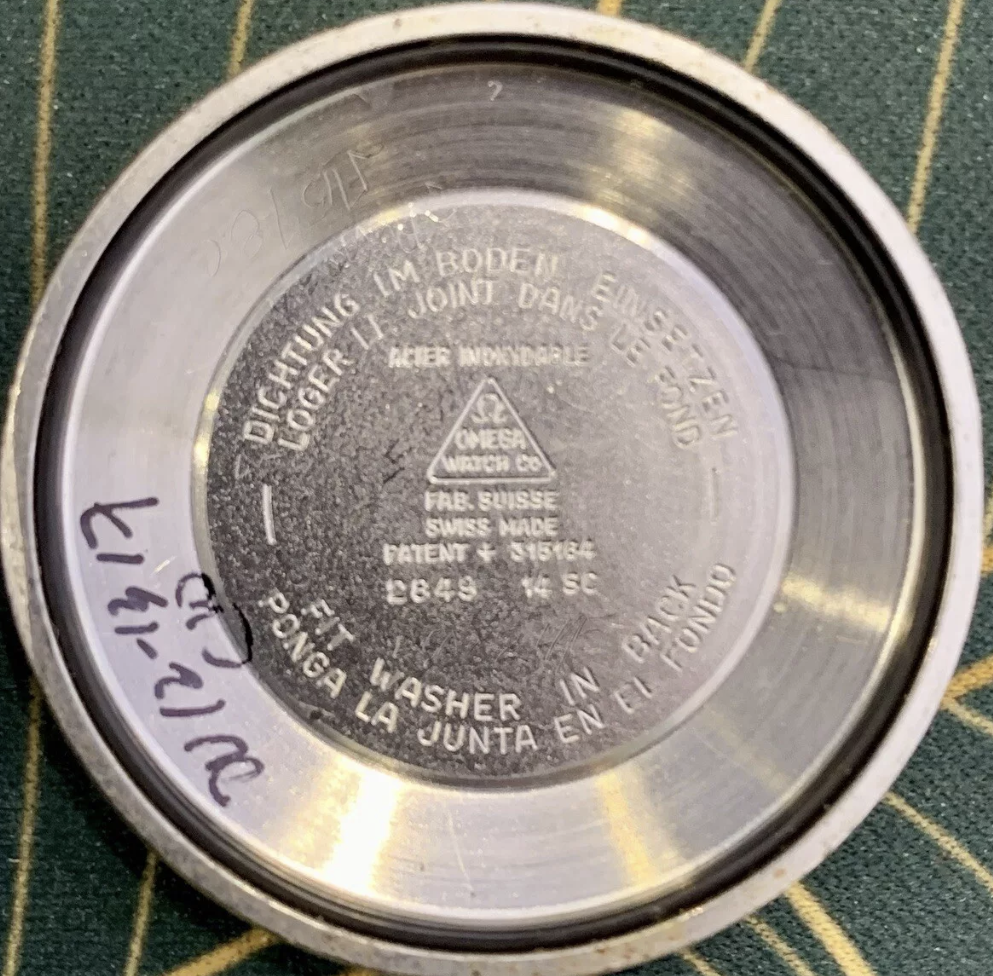 DICHTUNG IM BODEN EINSETZEN
LOGER LE JOINT DANS LE FOND
ACIER INOXYDABLE
Ω
OMEGA
WATCH Co
FAB. SUISSE
SWISS MADE
PATENT + 315164
2849 14 SC
FIT WASHER IN BACK
PONGA LA JUNTA EN EL FONDO